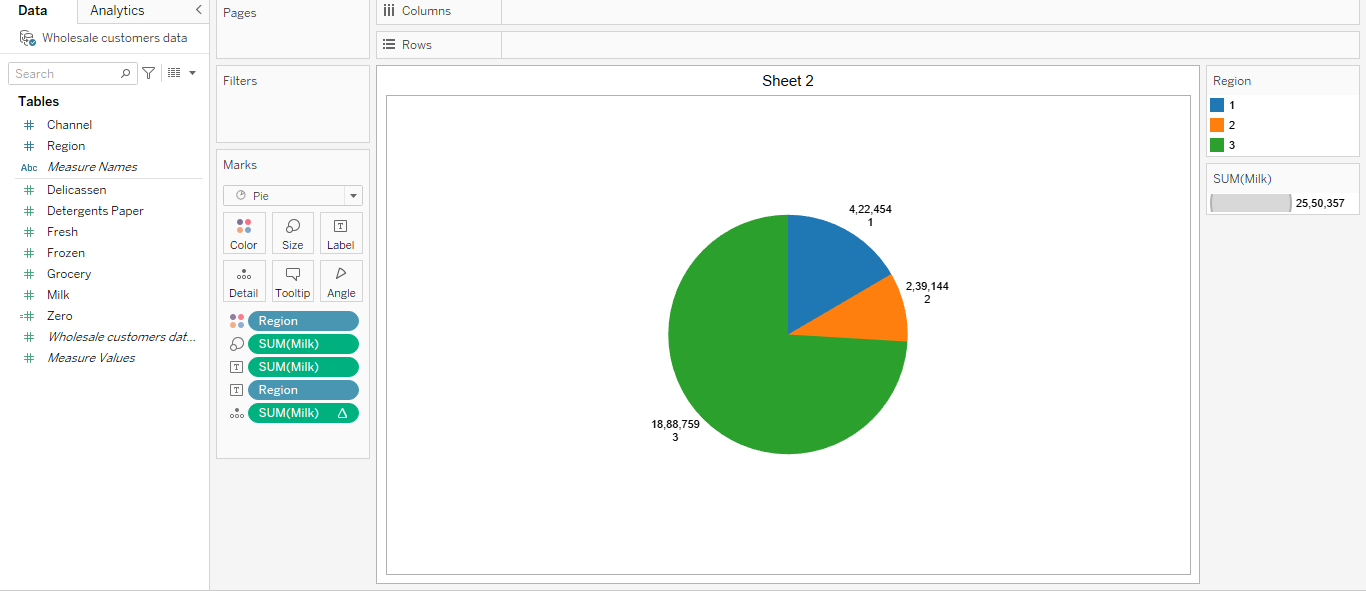 Data
Analytics
Wholesale customers data
Search
Tables
Channel
Region
Abc Measure Names
Delicassen
Detergents Paper
Fresh
Frozen
Grocery
Milk
Zero
Wholesale customers dat...
Measure Values
Pages
Filters
Marks
Pie
Color Size Label
Detail Tooltip Angle
Region
SUM(Milk)
SUM(Milk)
Region
SUM(Milk)
Columns
Rows
Sheet 2
4,22,454
1
2,39,144
2
18,88,759
3
Region
1
2
3
SUM(Milk)
25,50,357